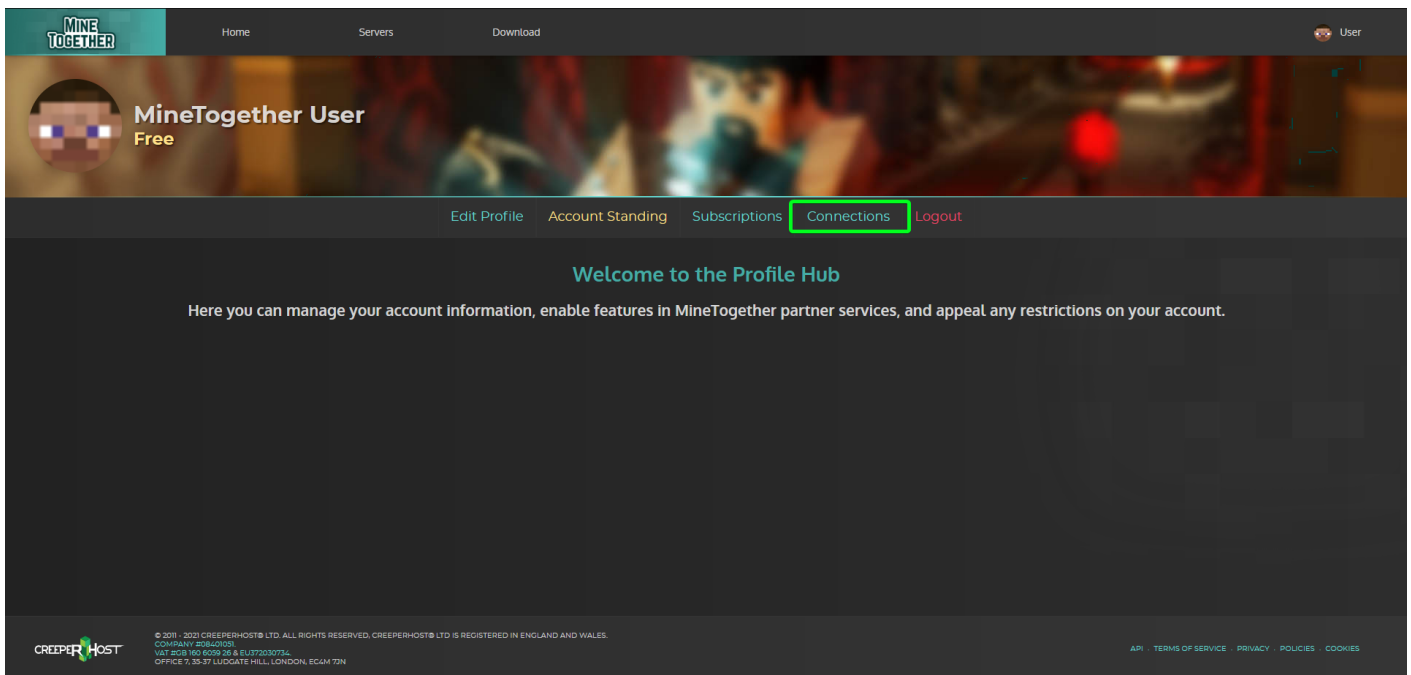 MINE
TOGETHER
Home
Servers
Download
User
MineTogether User
Free
Edit Profile
Account Standing
Subscriptions
Connections
Logout
Welcome to the Profile Hub
Here you can manage your account information, enable features in MineTogether partner services, and appeal any restrictions on your account.
CREEPER HOST
© 2011 - 2021 CREEPERHOST® LTD. ALL RIGHTS RESERVED, CREEPERHOST® LTD IS REGISTERED IN ENGLAND AND WALES.
COMPANY #08401051.
VAT #GB 160 6059 26 & EU372030734.
OFFICE 7, 35-37 LUDGATE HILL, LONDON, EC4M 7JN
API - TERMS OF SERVICE - PRIVACY - POLICIES - COOKIES